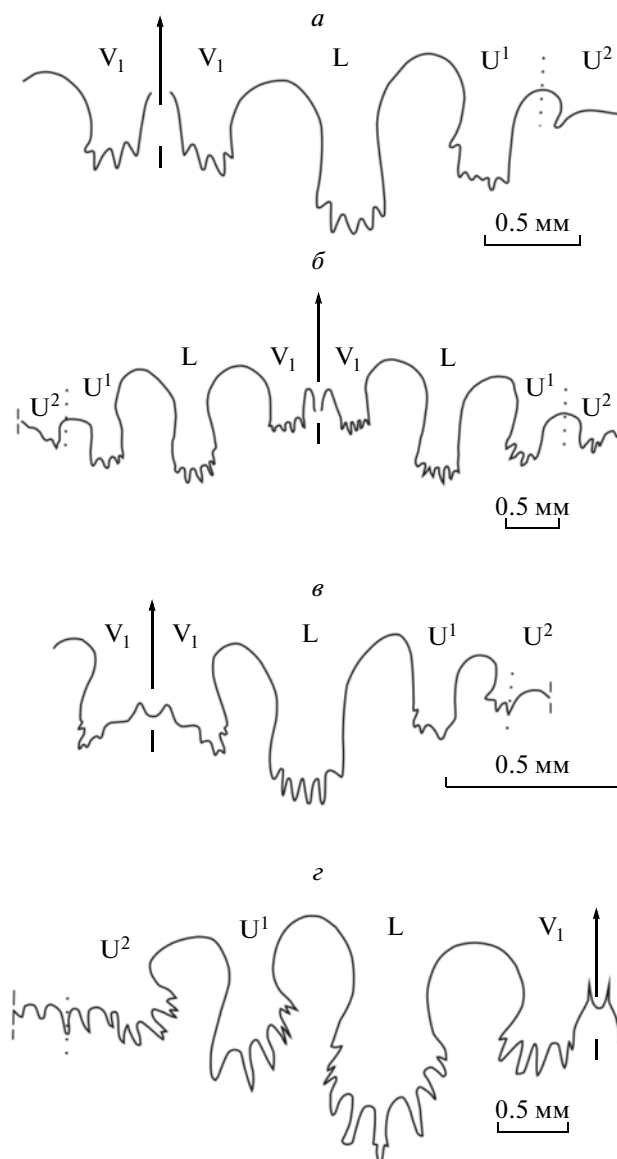 а
V₁ V₁ L U¹ U²
0.5 мм
б
U² U¹ L V₁ V₁ L U¹ U²
0.5 мм
в
V₁ V₁ L U¹ U²
0.5 мм
г
U² U¹ L V₁
0.5 мм